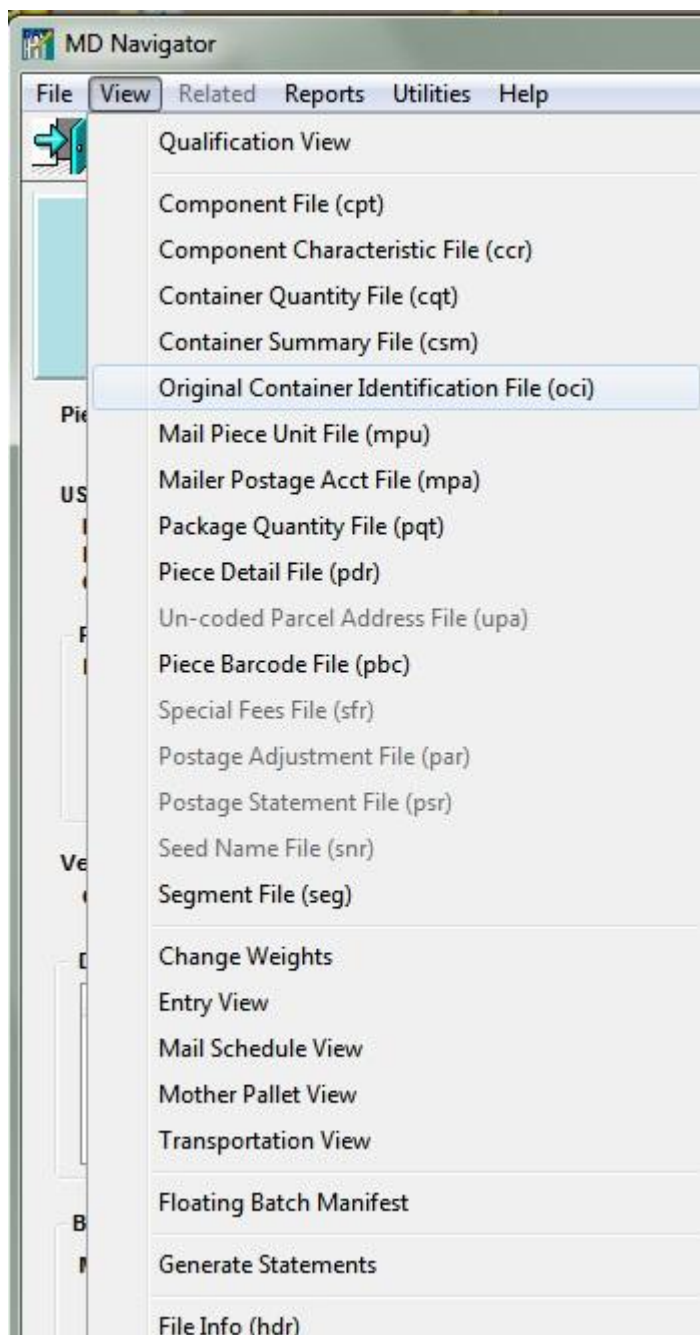 MD Navigator
File View Related Reports Utilities Help
Qualification View
Component File (cpt)
Component Characteristic File (ccr)
Container Quantity File (cqt)
Container Summary File (csm)
Original Container Identification File (oci)
Mail Piece Unit File (mpu)
Mailer Postage Acct File (mpa)
Package Quantity File (pqt)
Piece Detail File (pdr)
Un-coded Parcel Address File (upa)
Piece Barcode File (pbc)
Special Fees File (sfr)
Postage Adjustment File (par)
Postage Statement File (psr)
Seed Name File (snr)
Segment File (seg)
Change Weights
Entry View
Mail Schedule View
Mother Pallet View
Transportation View
Floating Batch Manifest
Generate Statements
File Info (hdr)